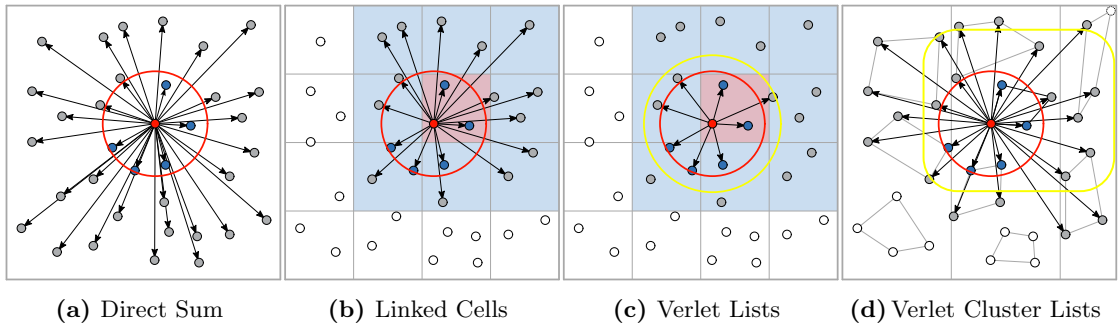 (a) Direct Sum
(b) Linked Cells
(c) Verlet Lists
(d) Verlet Cluster Lists